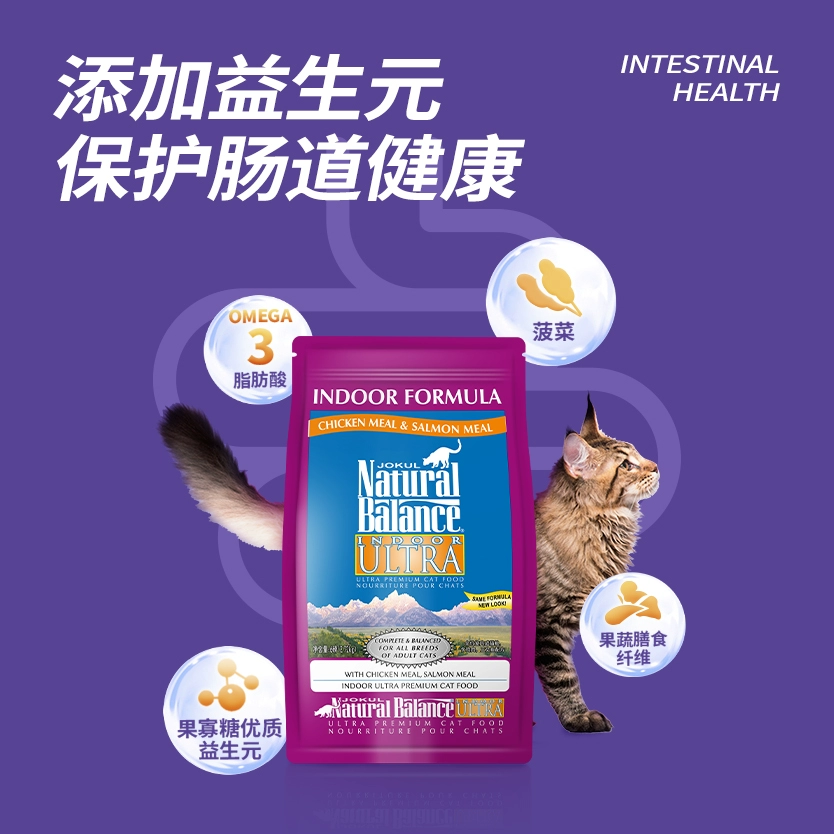 添加益生元
保护肠道健康
INTESTINAL
HEALTH
OMEGA
3
脂肪酸
菠菜
INDOOR FORMULA
CHICKEN MEAL & SALMON MEAL
JOKUL
Natural
Balance
INDOOR
ULTRA
ULTRA PREMIUM CAT FOOD
NOURRITURE POUR CHATS
SAME FORMULA
NEW LOOK!
COMPLETE & BALANCED
FOR ALL BREEDS
OF ADULT CATS
WITH CHICKEN MEAL, SALMON MEAL
INDOOR ULTRA PREMIUM CAT FOOD
JOKUL
Natural Balance INDOOR ULTRA
ULTRA PREMIUM CAT FOOD
NOURRITURE POUR CHATS
果蔬膳食
纤维
果寡糖优质
益生元